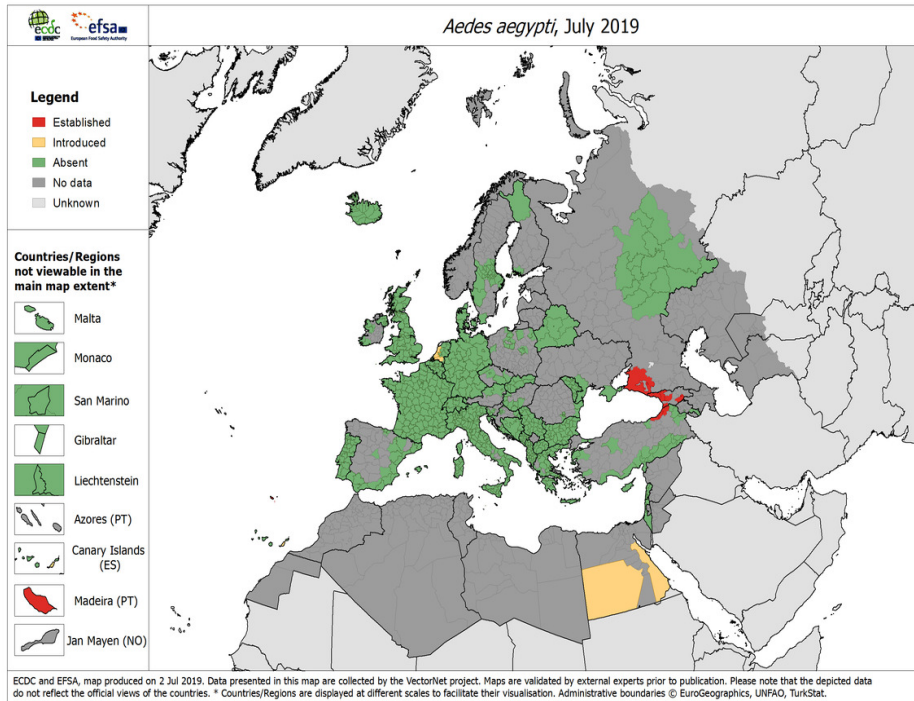 ecdc
efsa
European Food Safety Authority
Aedes aegypti, July 2019
Legend
Established
Introduced
Absent
No data
Unknown
Countries/Regions
not viewable in the
main map extent*
Malta
Monaco
San Marino
Gibraltar
Liechtenstein
Azores (PT)
Canary Islands
(ES)
Madeira (PT)
Jan Mayen (NO)
ECDC and EFSA, map produced on 2 Jul 2019. Data presented in this map are collected by the VectorNet project. Maps are validated by external experts prior to publication. Please note that the depicted data
do not reflect the official views of the countries. * Countries/Regions are displayed at different scales to facilitate their visualisation. Administrative boundaries © EuroGeographics, UNFAO, TurkStat.